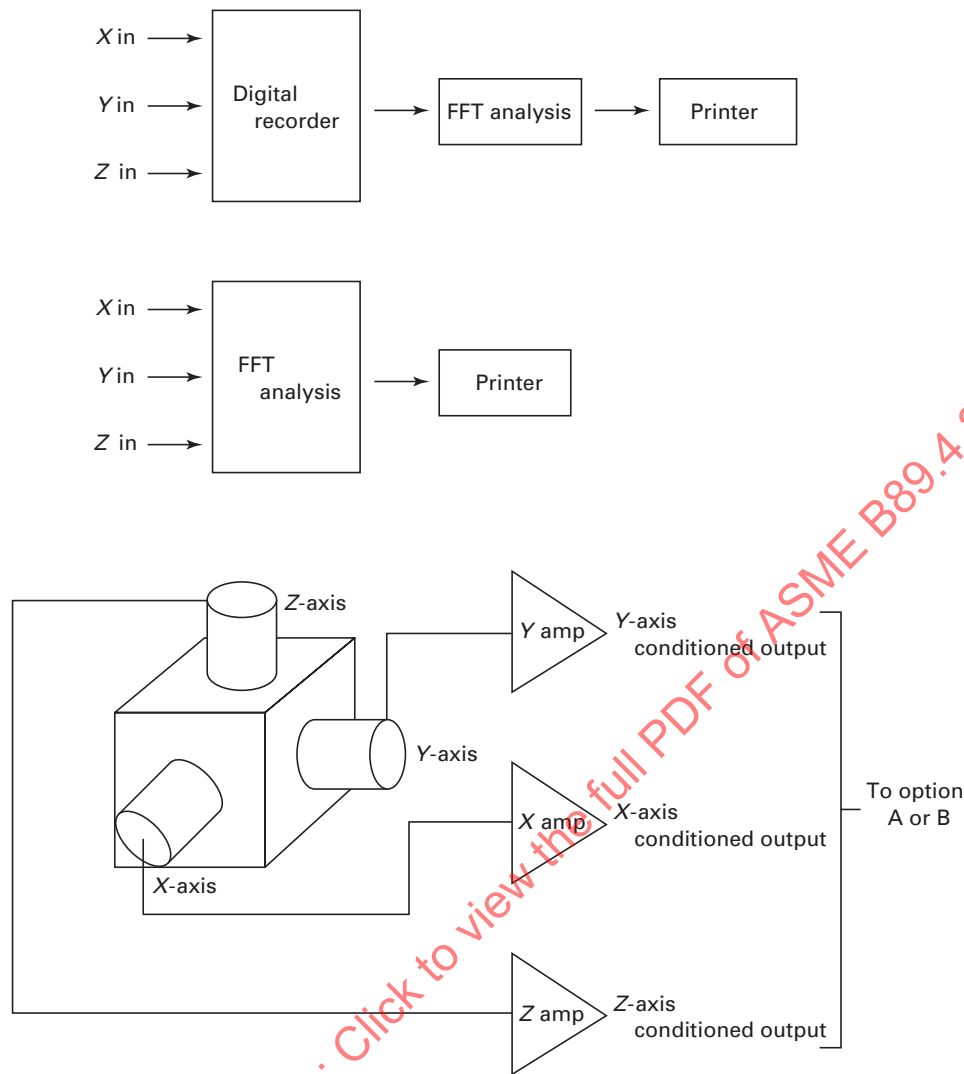 X in
Y in
Z in
Digital
recorder
FFT analysis
Printer
X in
Y in
Z in
FFT
analysis
Printer
Z-axis
Y-axis
X-axis
Y amp
Y-axis
conditioned output
X amp
X-axis
conditioned output
Z amp
Z-axis
conditioned output
To option
A or B
. Click to view the full PDF of ASME B89.4.